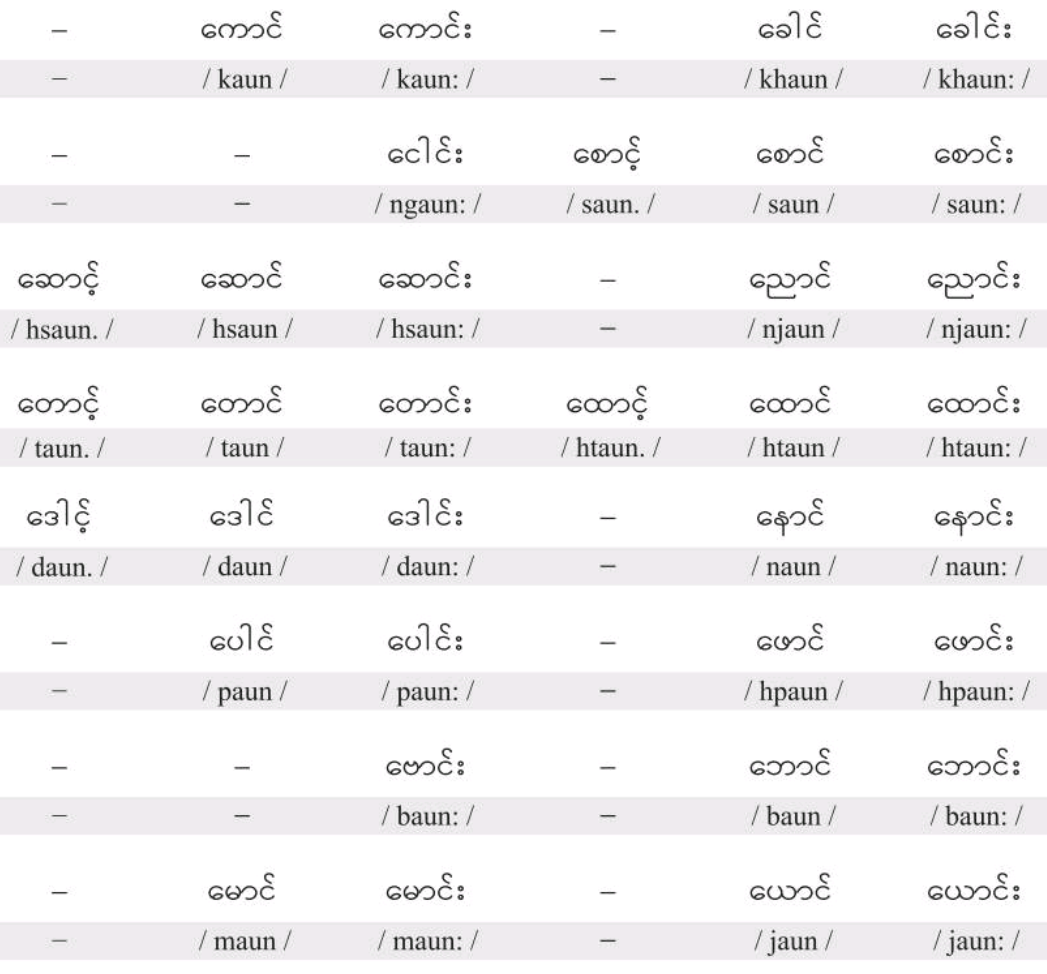 – ကောင် ကောင်း – ခေါင် ခေါင်း
– / kaun / / kaun: / – / khaun / / khaun: /
– – ငေါင်း စောင့် စောင် စောင်း
– – / ngaun: / / saun. / / saun / / saun: /
ဆောင့် ဆောင် ဆောင်း – ညောင် ညောင်း
/ hsaun. / / hsaun / / hsaun: / – / njaun / / njaun: /
တောင့် တောင် တောင်း ထောင့် ထောင် ထောင်း
/ taun. / / taun / / taun: / / htaun. / / htaun / / htaun: /
ဒေါင့် ဒေါင် ဒေါင်း – နောင် နောင်း
/ daun. / / daun / / daun: / – / naun / / naun: /
– ပေါင် ပေါင်း – ဖောင် ဖောင်း
– / paun / / paun: / – / hpaun / / hpaun: /
– – ဗောင်း – ဘောင် ဘောင်း
– – / baun: / – / baun / / baun: /
– မောင် မောင်း – ယောင် ယောင်း
– / maun / / maun: / – / jaun / / jaun: /